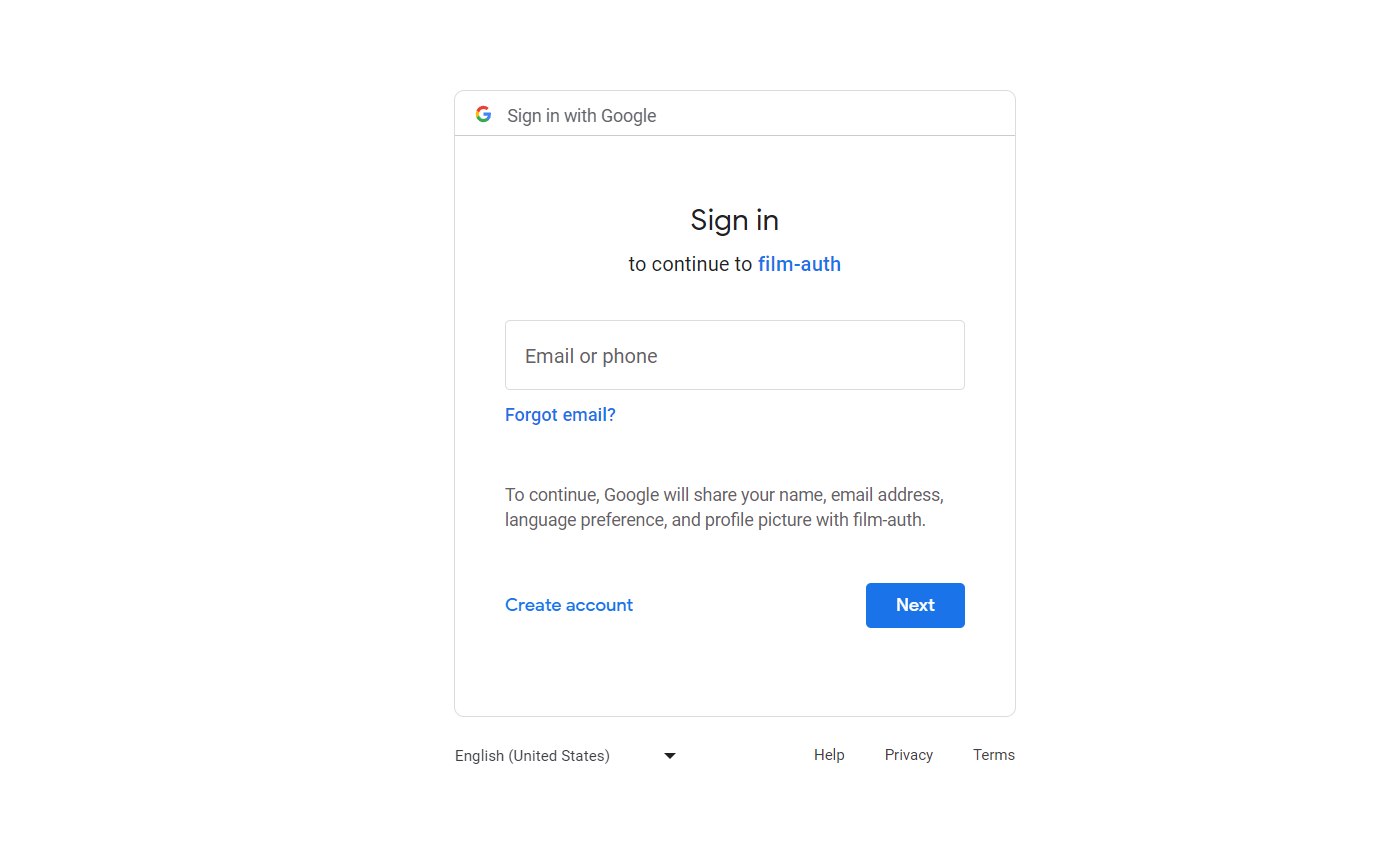 Sign in with Google
Sign in
to continue to film-auth
Email or phone
Forgot email?
To continue, Google will share your name, email address,
language preference, and profile picture with film-auth.
Create account
Next
English (United States)
Help
Privacy
Terms